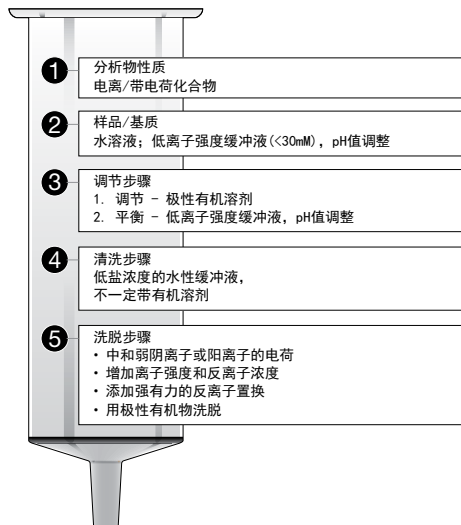 1
分析物性质
电离/带电荷化合物
2
样品/基质
水溶液；低离子强度缓冲液(<30mM)，pH值调整
3
调节步骤
1. 调节 - 极性有机溶剂
2. 平衡 - 低离子强度缓冲液，pH值调整
4
清洗步骤
低盐浓度的水性缓冲液，
不一定带有机溶剂
5
洗脱步骤
• 中和弱阴离子或阳离子的电荷
• 增加离子强度和反离子浓度
• 添加强有力的反离子置换
• 用极性有机物洗脱